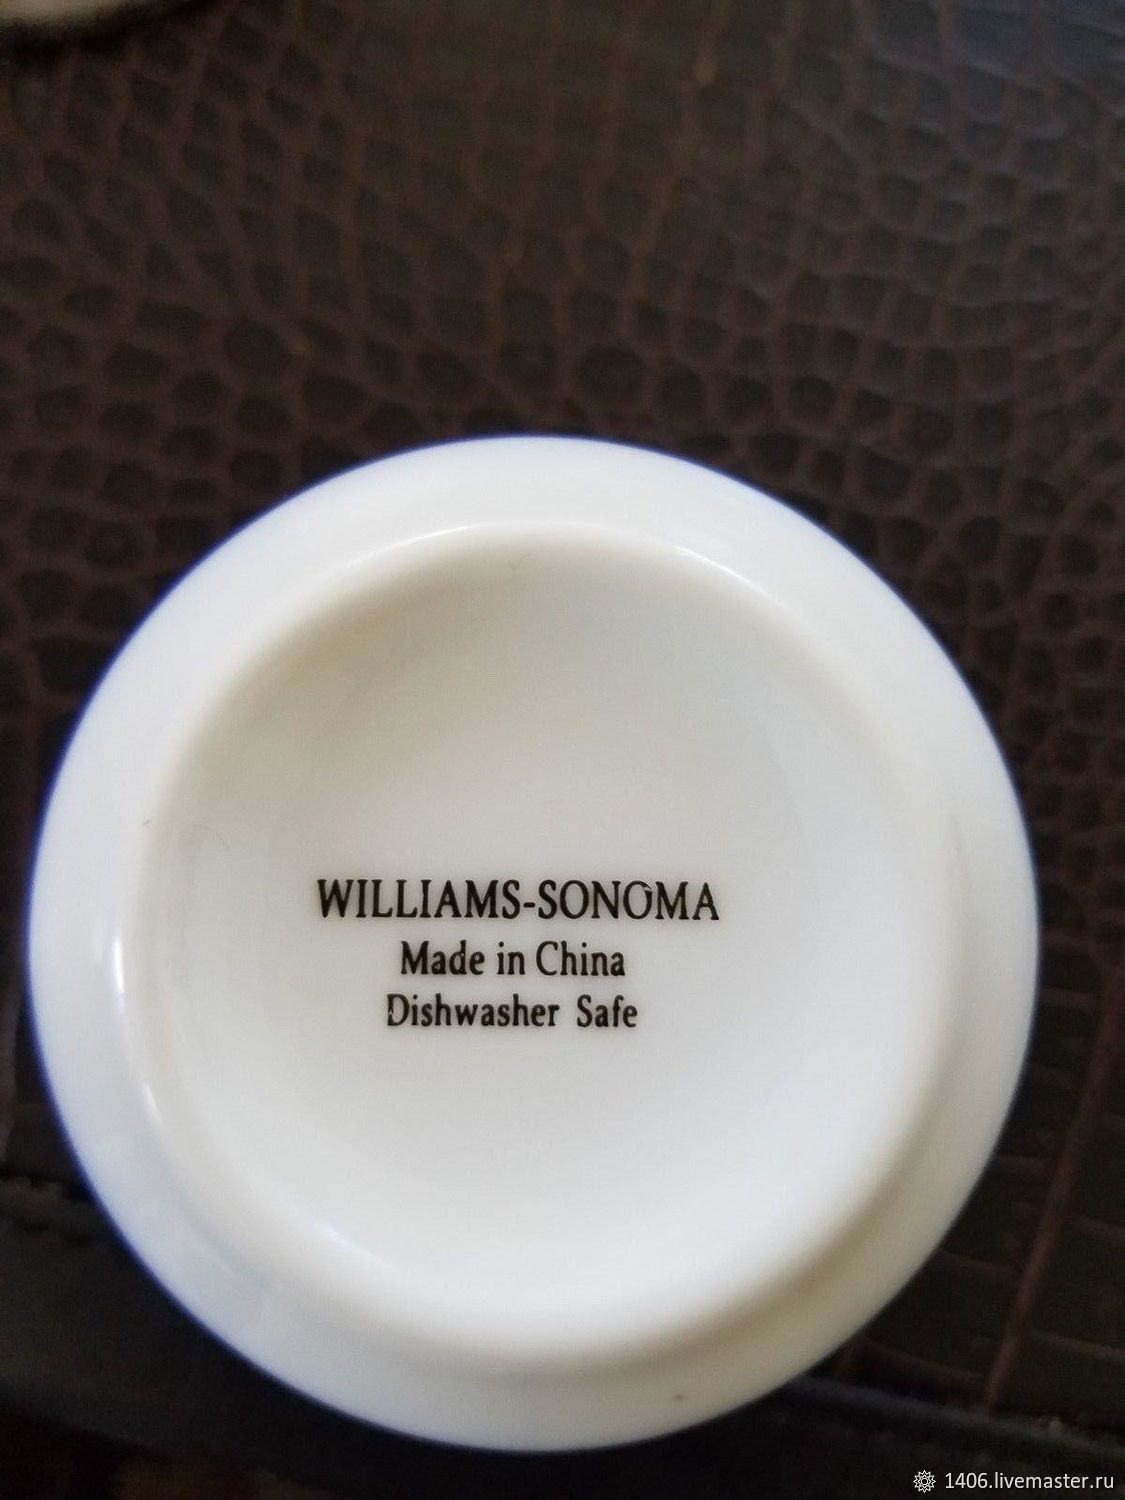 WILLIAMS-SONOMA
Made in China
Dishwasher Safe
1406.livemaster.ru